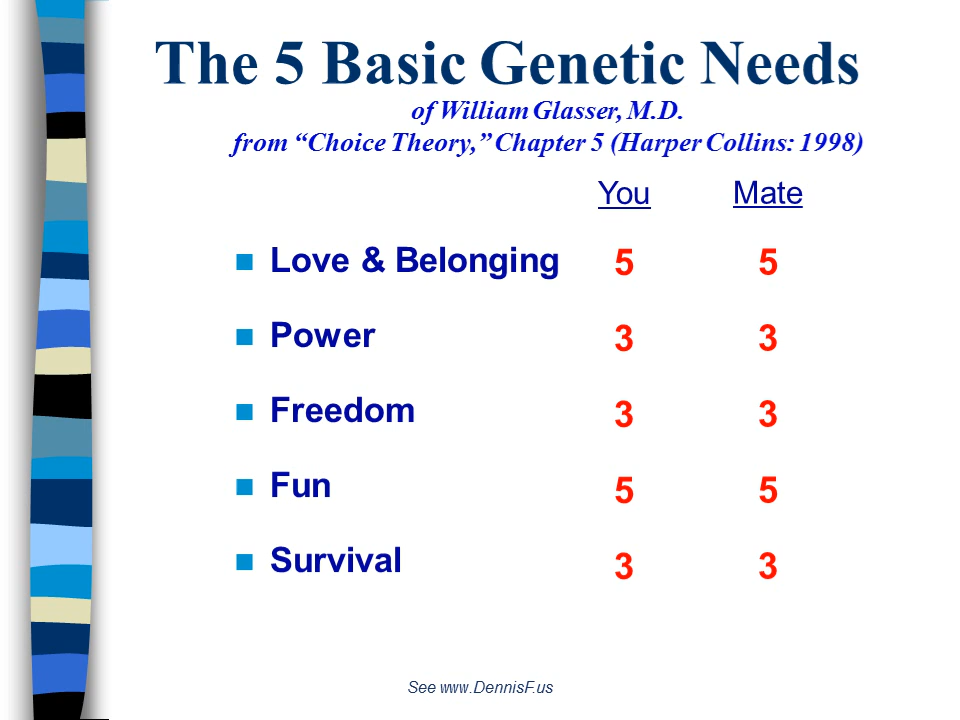 The 5 Basic Genetic Needs
of William Glasser, M.D.
from “Choice Theory,” Chapter 5 (Harper Collins: 1998)
You Mate
Love & Belonging 5 5
Power 3 3
Freedom 3 3
Fun 5 5
Survival 3 3
See www.DennisF.us